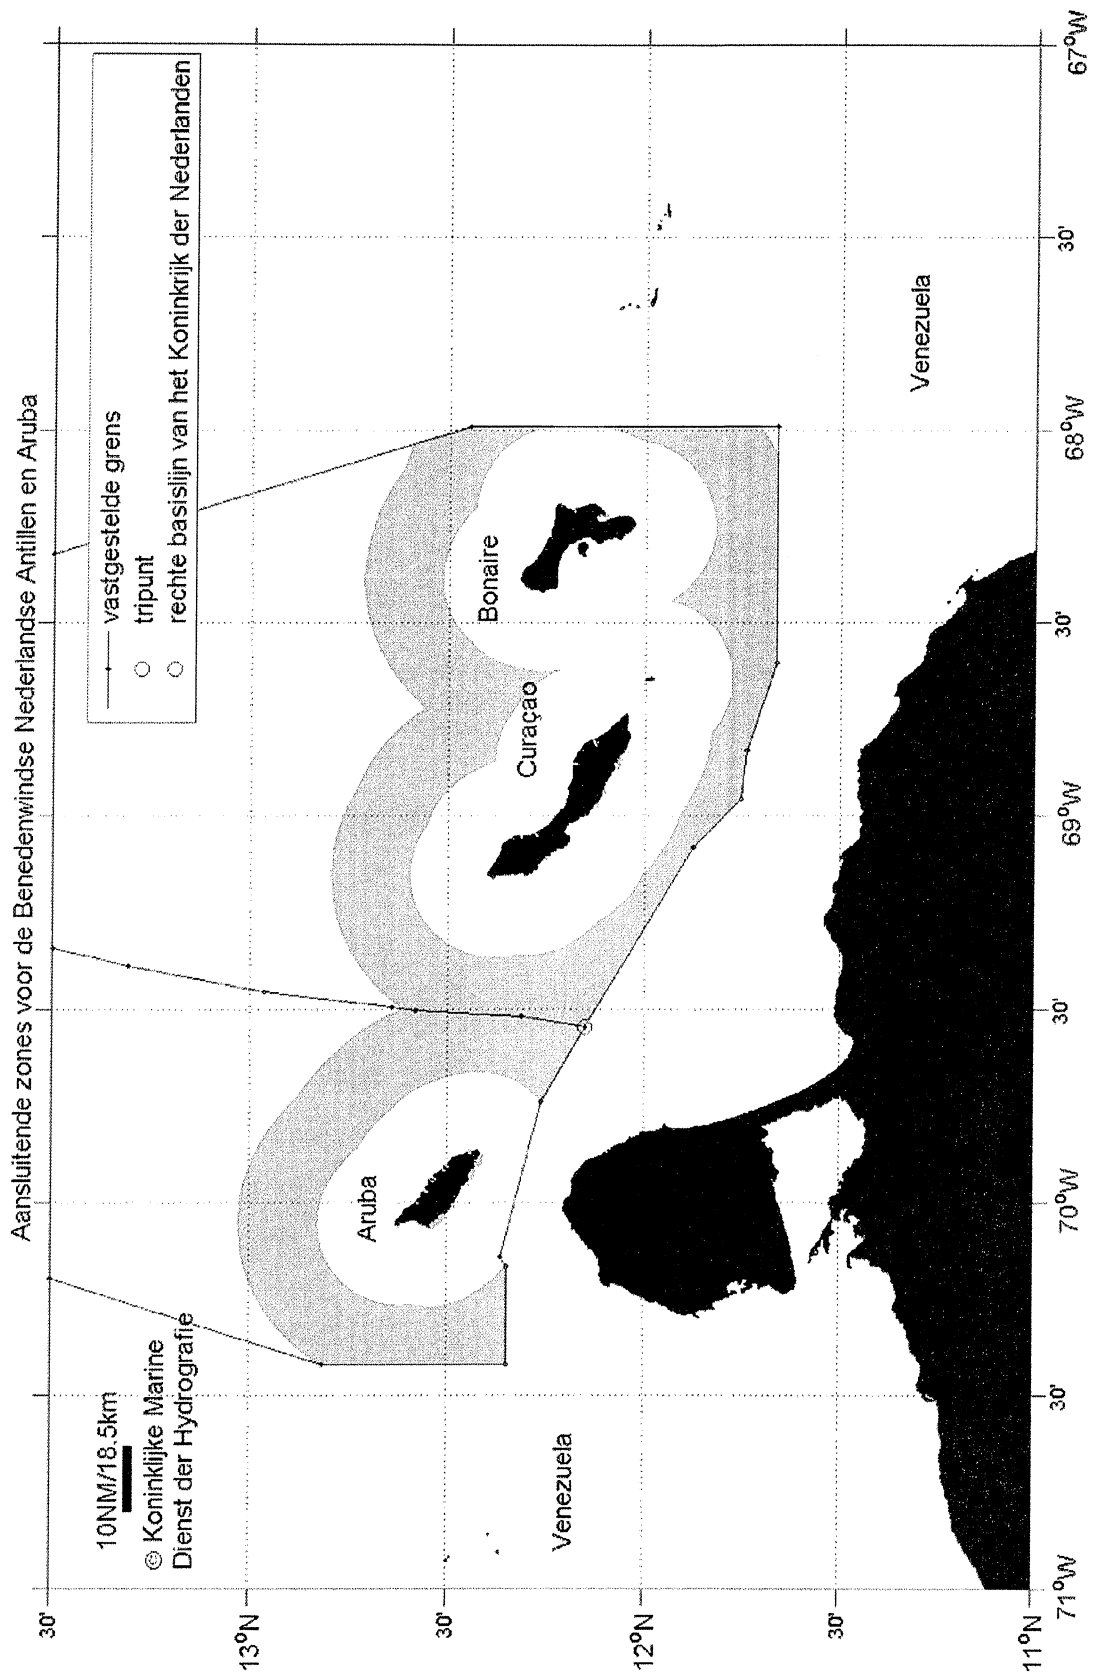 Aansluitende zones voor de Benedenwindse Nederlandse Antillen en Aruba
10NM/18.5km
© Koninklijke Marine
Dienst der Hydrografie
vastgestelde grens
tripunt
rechte basislijn van het Koninkrijk der Nederlanden
Aruba
Curaçao
Bonaire
Venezuela
Venezuela
30'
13°N
30'
12°N
30'
11°N
71°W
30'
70°W
30'
69°W
30'
68°W
30'
67°W